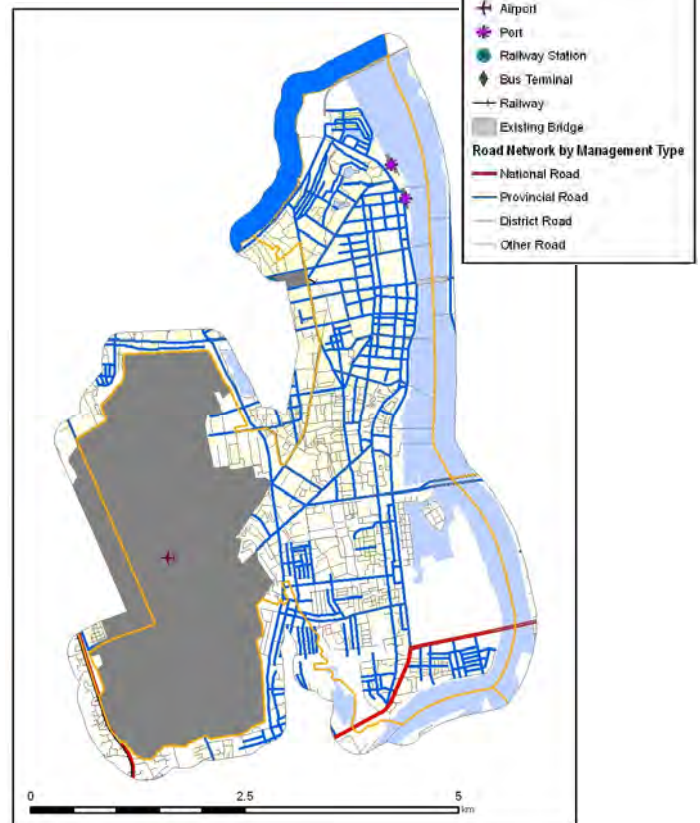 Airport
Port
Railway Station
Bus Terminal
Railway
Existing Bridge
Road Network by Management Type
National Road
Provincial Road
District Road
Other Road
0 2.5 5
km